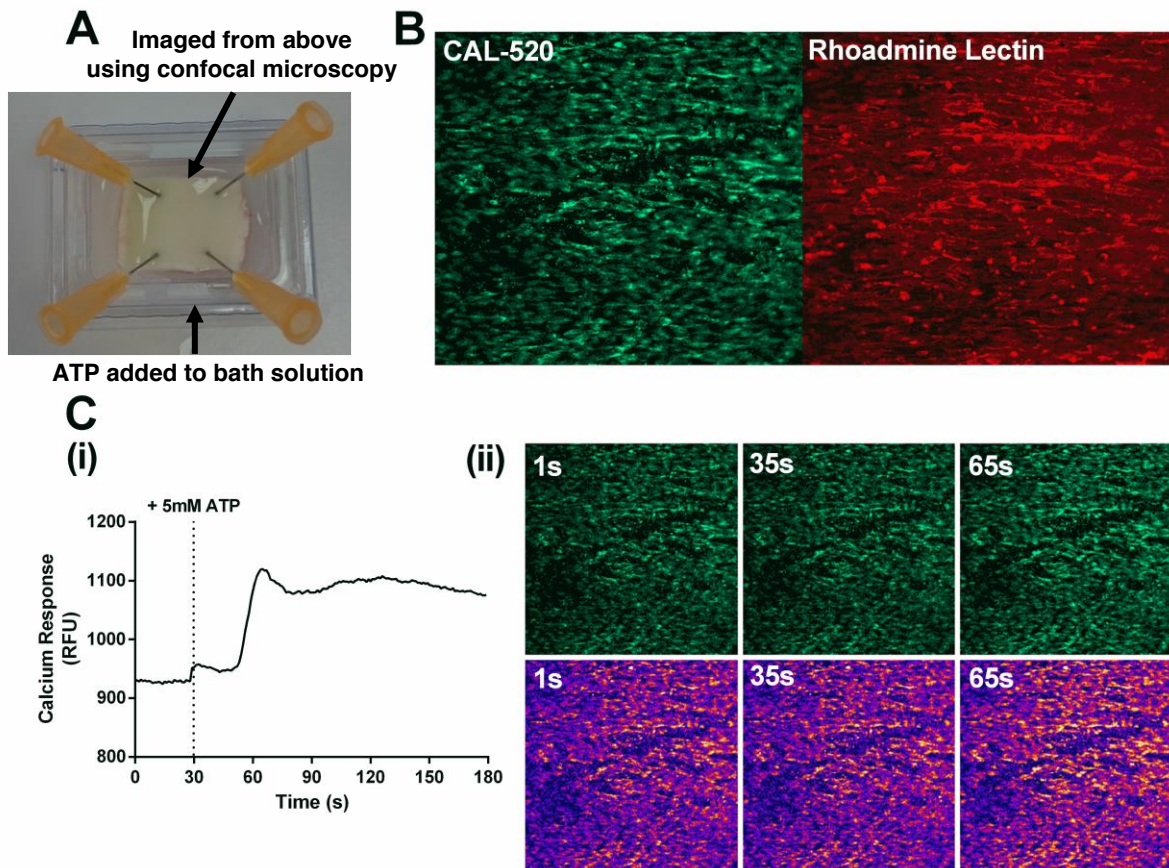 A
Imaged from above
using confocal microscopy
ATP added to bath solution
B
CAL-520
Rhoadmine Lectin
C
(i)
+ 5mM ATP
1200
1100
1000
900
800
Calcium Response
(RFU)
0 30 60 90 120 150 180
Time (s)
(ii)
1s
35s
65s
1s
35s
65s